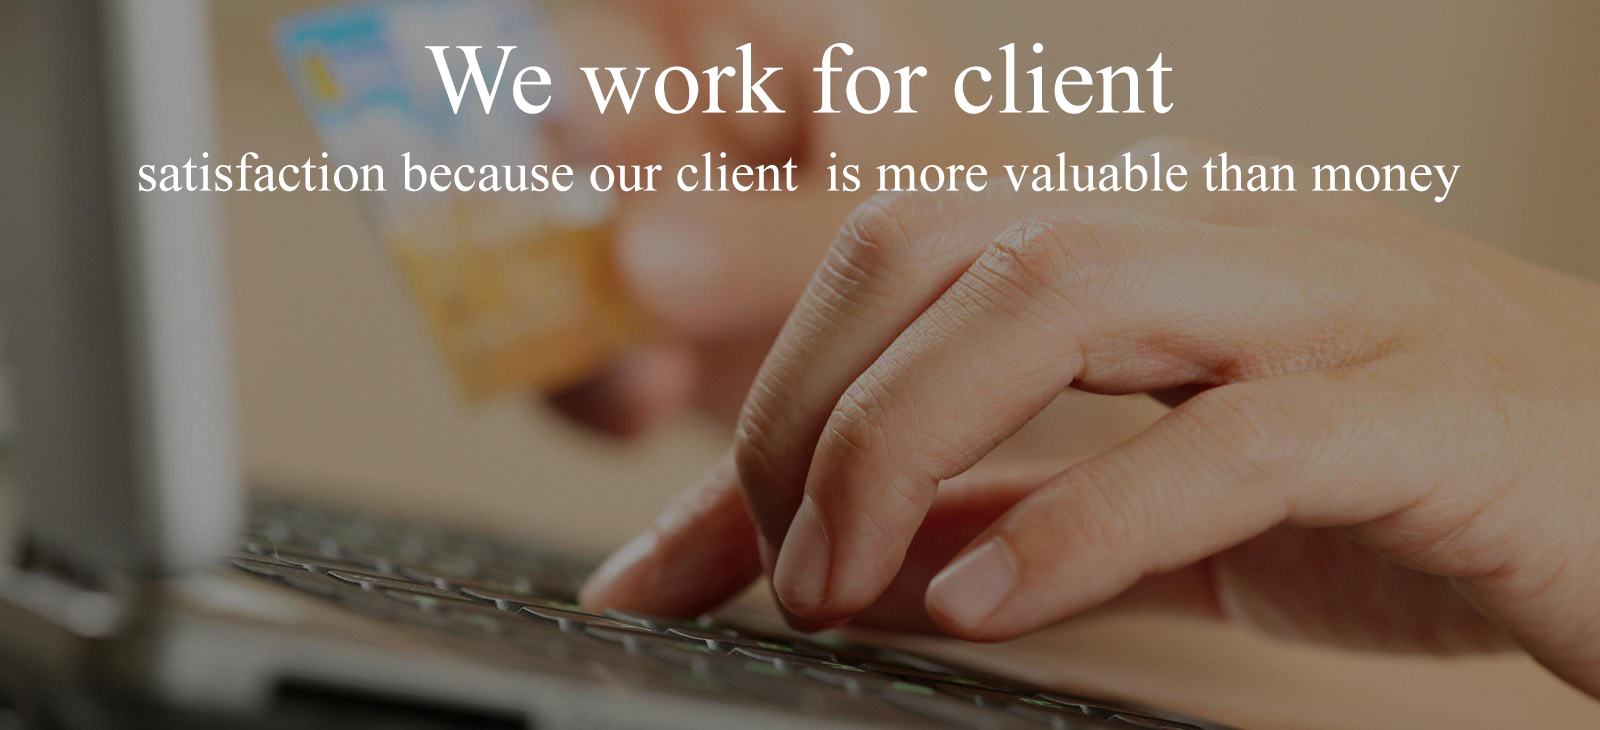 We work for client
satisfaction because our client  is more valuable than money